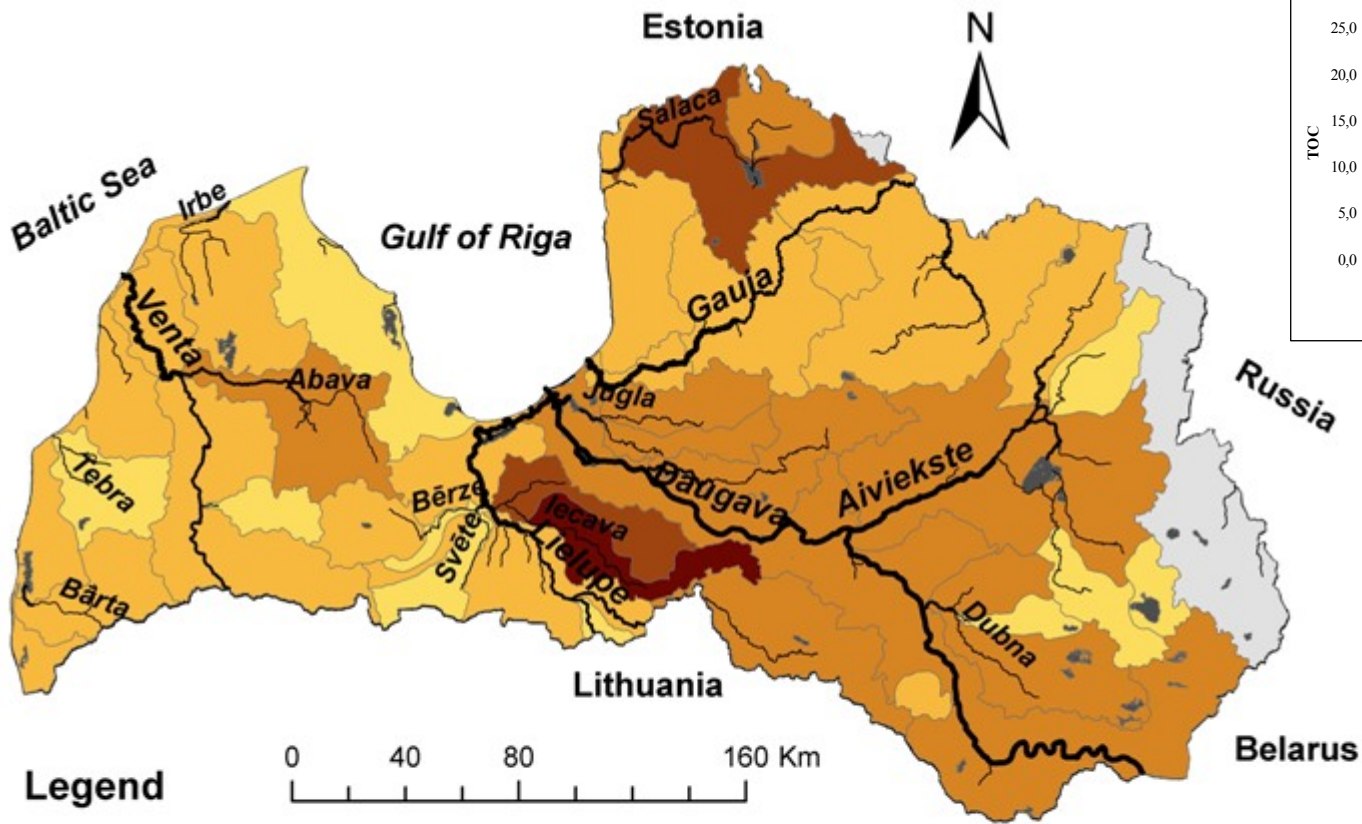 Estonia
N
25,0
20,0
15,0
10,0
5,0
0,0
TOC
Salaca
Baltic Sea
Irbe
Gulf of Riga
Gauja
Venta
Abava
Jugla
Russia
Tebra
Bērze
Svēte
Iecava
Lielupe
Daugava
Aiviekste
Bārta
Dubna
Lithuania
Belarus
0 40 80 160 Km
Legend